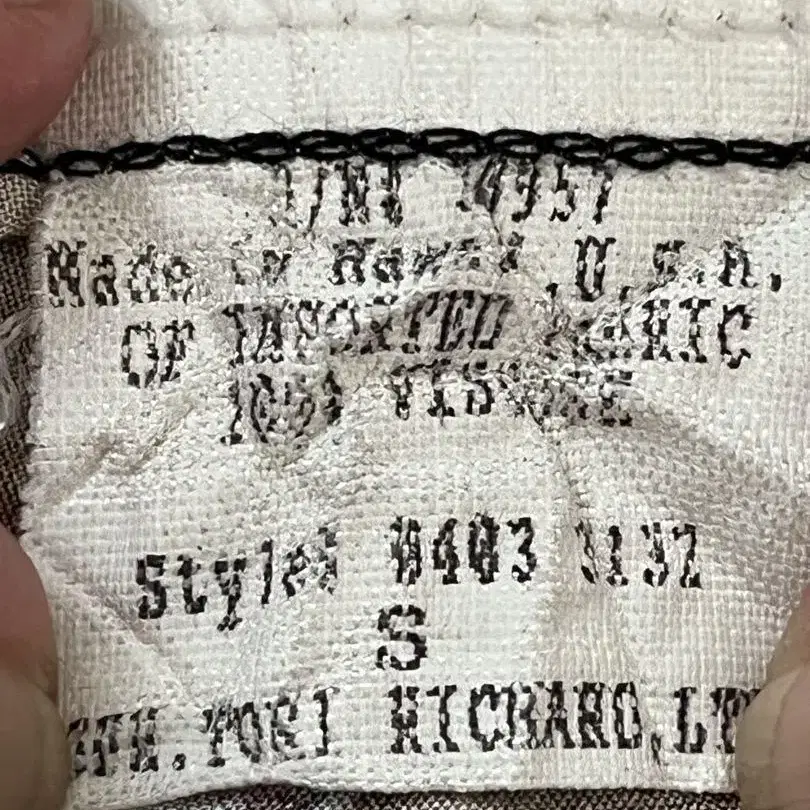 Made in Hawaii,U.S.A.
OF IMPORTED FABRIC
100% VISCOSE
Style: 0403 3132
S
RICHARD,LTD